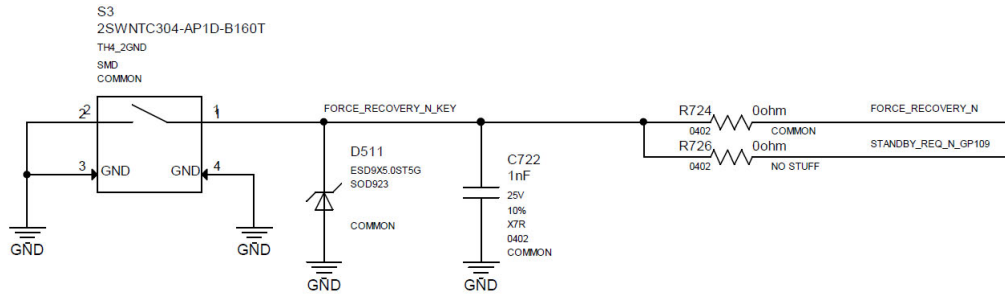 S3
2SWNTC304-AP1D-B160T
TH4_2GND
SMD
COMMON
2
2
1
1
3
GND
GND
4
GND
FORCE_RECOVERY_N_KEY
D511
ESD9X5.0ST5G
SOD923
COMMON
C722
1nF
25V
10%
X7R
0402
COMMON
R724
0ohm
FORCE_RECOVERY_N
0402
COMMON
R726
0ohm
STANDBY_REQ_N_GP109
0402
NO STUFF
GND
GND
GND